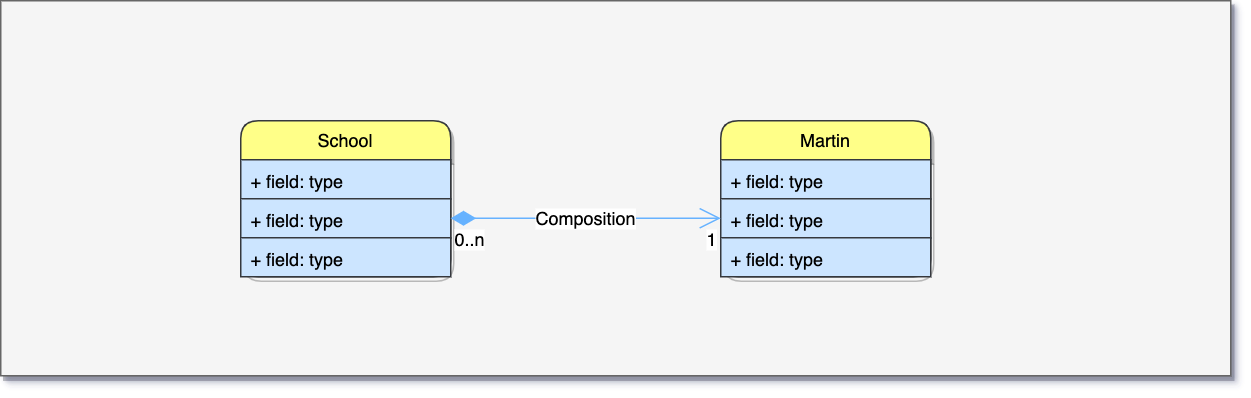 School
+ field: type
+ field: type
+ field: type
Composition
0..n
1
Martin
+ field: type
+ field: type
+ field: type